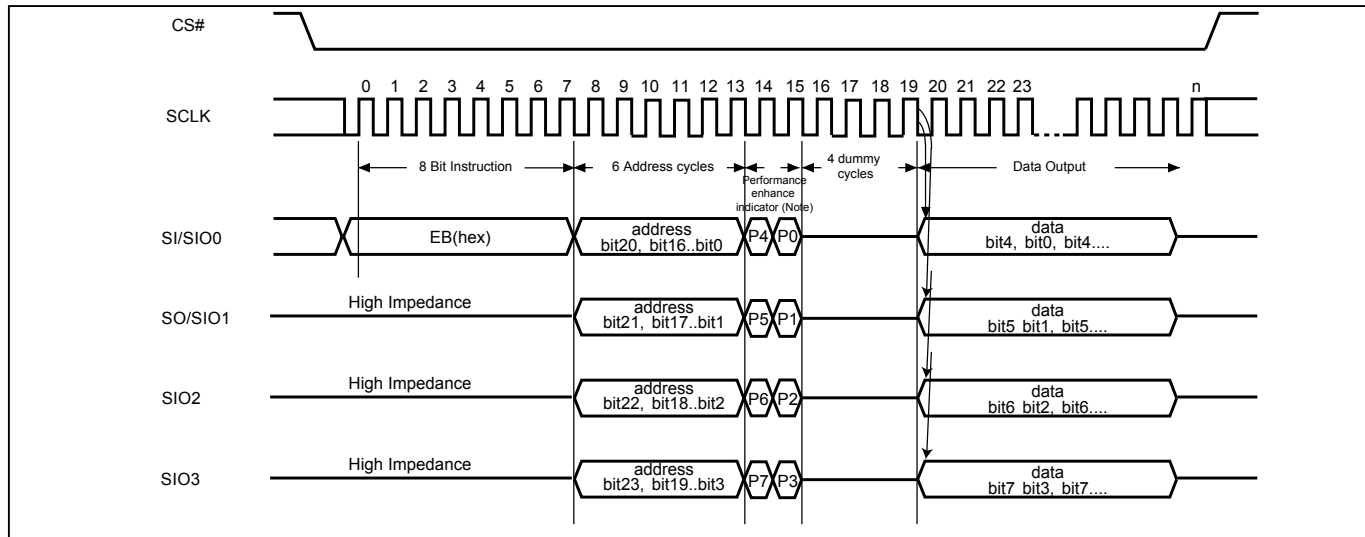 CS#
0 1 2 3 4 5 6 7 8 9 10 11 12 13 14 15 16 17 18 19 20 21 22 23 n
SCLK
8 Bit Instruction
6 Address cycles
Performance
enhance
indicator (Note)
4 dummy
cycles
Data Output
SI/SIO0
EB(hex)
address
bit20, bit16..bit0
P4 P0
data
bit4, bit0, bit4....
SO/SIO1
High Impedance
address
bit21, bit17..bit1
P5 P1
data
bit5 bit1, bit5....
SIO2
High Impedance
address
bit22, bit18..bit2
P6 P2
data
bit6 bit2, bit6....
SIO3
High Impedance
address
bit23, bit19..bit3
P7 P3
data
bit7 bit3, bit7....